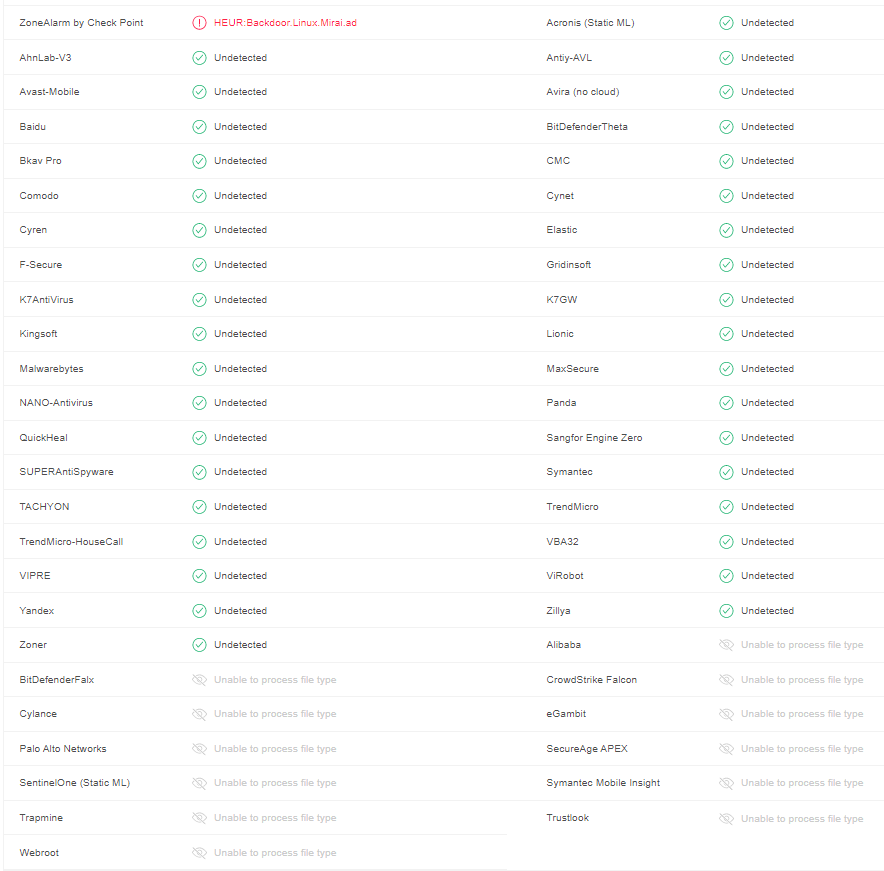 ZoneAlarm by Check Point HEUR:Backdoor.Linux.Mirai.ad Acronis (Static ML) Undetected
AhnLab-V3 Undetected Antiy-AVL Undetected
Avast-Mobile Undetected Avira (no cloud) Undetected
Baidu Undetected BitDefenderTheta Undetected
Bkav Pro Undetected CMC Undetected
Comodo Undetected Cynet Undetected
Cyren Undetected Elastic Undetected
F-Secure Undetected Gridinsoft Undetected
K7AntiVirus Undetected K7GW Undetected
Kingsoft Undetected Lionic Undetected
Malwarebytes Undetected MaxSecure Undetected
NANO-Antivirus Undetected Panda Undetected
QuickHeal Undetected Sangfor Engine Zero Undetected
SUPERAntiSpyware Undetected Symantec Undetected
TACHYON Undetected TrendMicro Undetected
TrendMicro-HouseCall Undetected VBA32 Undetected
VIPRE Undetected ViRobot Undetected
Yandex Undetected Zillya Undetected
Zoner Undetected Alibaba Unable to process file type
BitDefenderFalx Unable to process file type CrowdStrike Falcon Unable to process file type
Cylance Unable to process file type eGambit Unable to process file type
Palo Alto Networks Unable to process file type SecureAge APEX Unable to process file type
SentinelOne (Static ML) Unable to process file type Symantec Mobile Insight Unable to process file type
Trapmine Unable to process file type Trustlook Unable to process file type
Webroot Unable to process file type